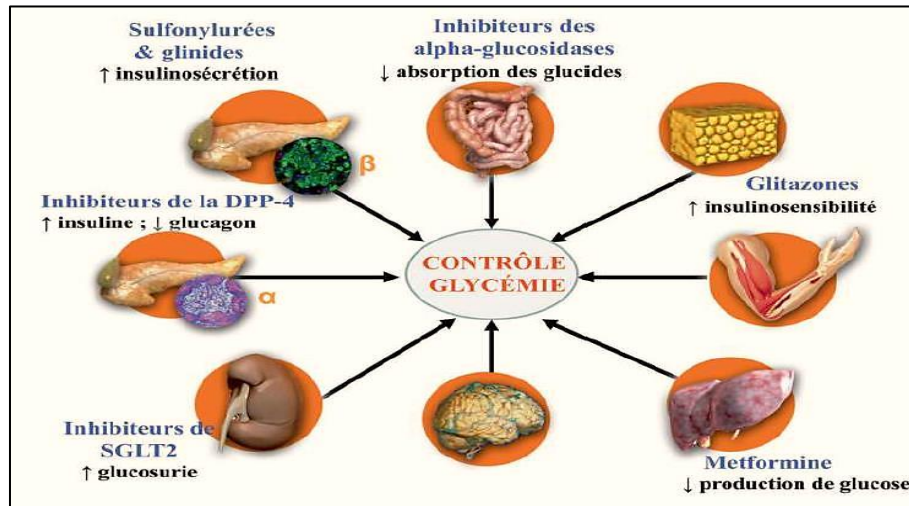 Sulfonylurées
& glinides
↑ insulinosécrétion
β
Inhibiteurs des
alpha-glucosidases
↓ absorption des glucides
Glitazones
↑ insulinosensibilité
Inhibiteurs de la DPP-4
↑ insuline ; ↓ glucagon
α
CONTRÔLE
GLYCÉMIE
Inhibiteurs de
SGLT2
↑ glucosurie
Metformine
↓ production de glucose